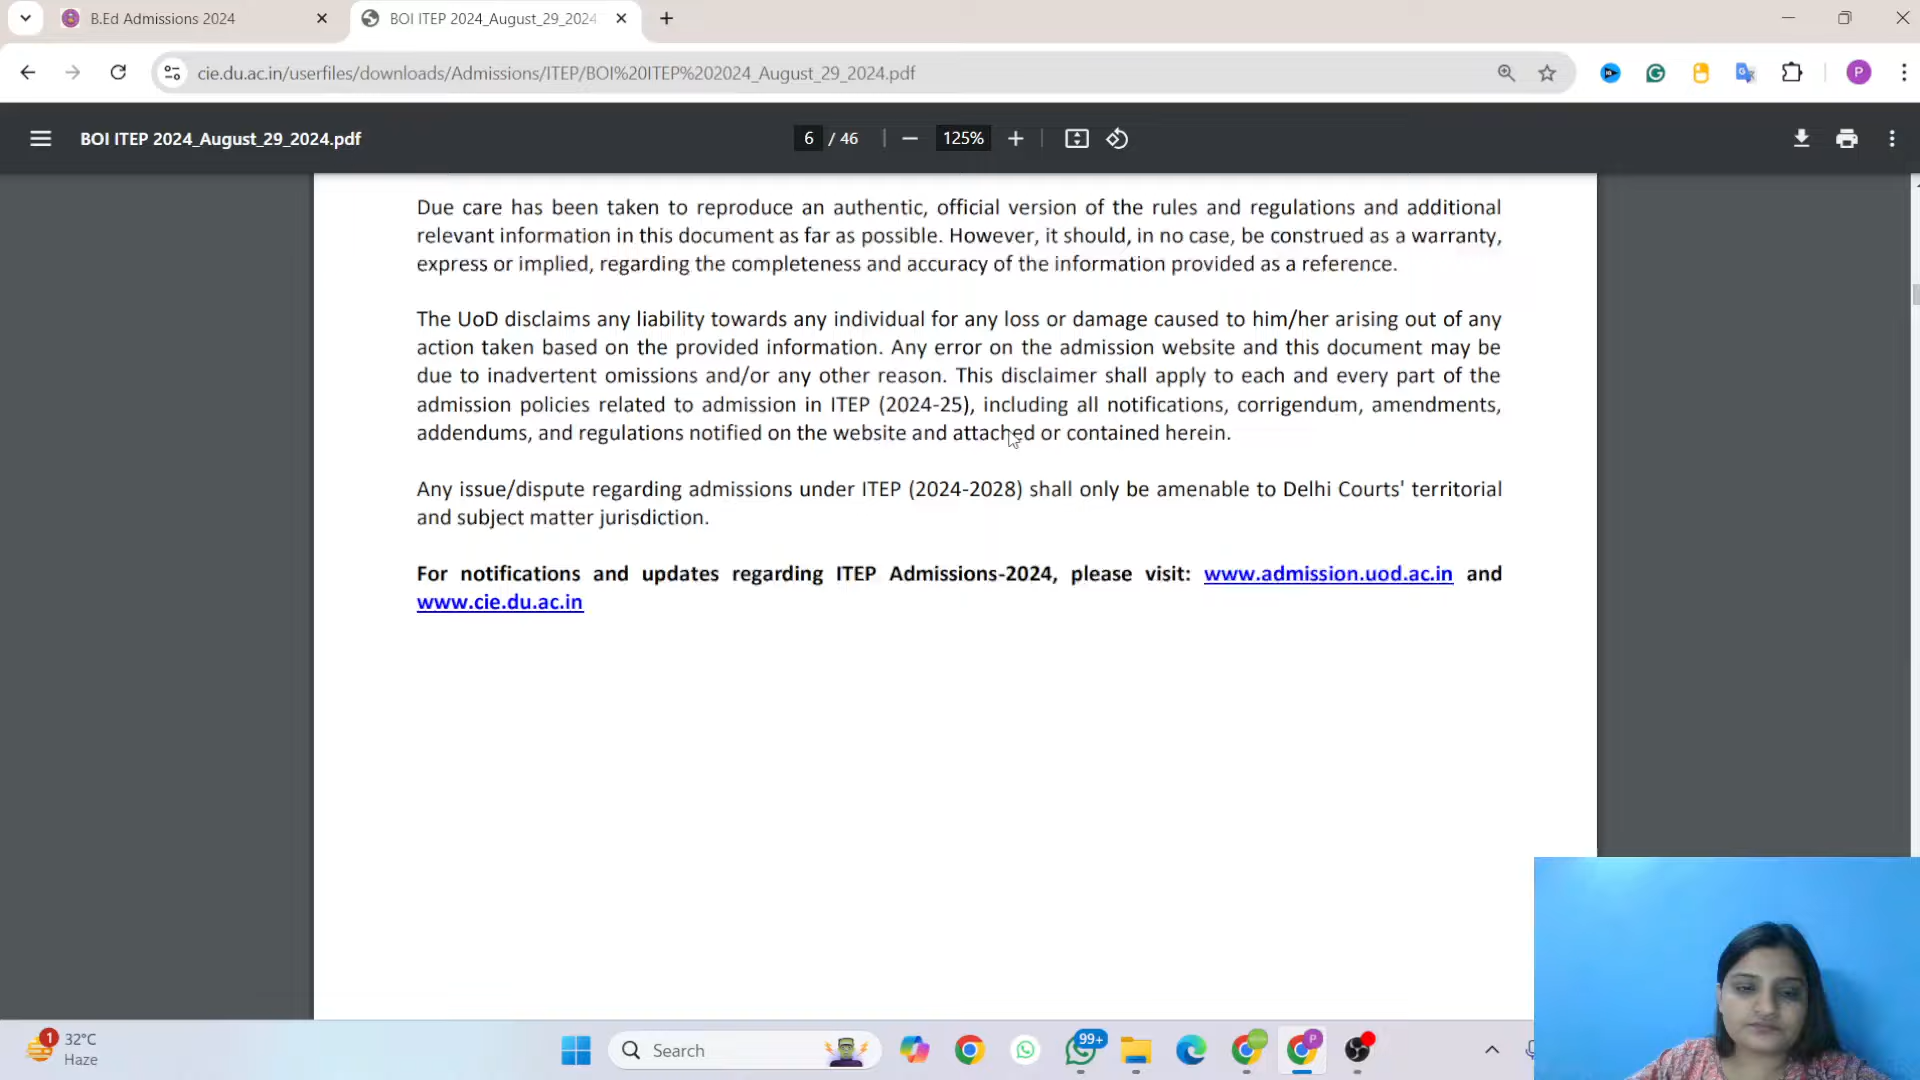 B.Ed Admissions 2024
BOI ITEP 2024_August_29_2024
cie.du.ac.in/userfiles/downloads/Admissions/ITEP/BOI%20ITEP%202024_August_29_2024.pdf
P
BOI ITEP 2024_August_29_2024.pdf
6 / 46
125%
Due care has been taken to reproduce an authentic, official version of the rules and regulations and additional
relevant information in this document as far as possible. However, it should, in no case, be construed as a warranty,
express or implied, regarding the completeness and accuracy of the information provided as a reference.
The UoD disclaims any liability towards any individual for any loss or damage caused to him/her arising out of any
action taken based on the provided information. Any error on the admission website and this document may be
due to inadvertent omissions and/or any other reason. This disclaimer shall apply to each and every part of the
admission policies related to admission in ITEP (2024-25), including all notifications, corrigendum, amendments,
addendums, and regulations notified on the website and attached or contained herein.
Any issue/dispute regarding admissions under ITEP (2024-2028) shall only be amenable to Delhi Courts' territorial
and subject matter jurisdiction.
For notifications and updates regarding ITEP Admissions-2024, please visit: www.admission.uod.ac.in and
www.cie.du.ac.in
1
32°C
Haze
Search
99+
P